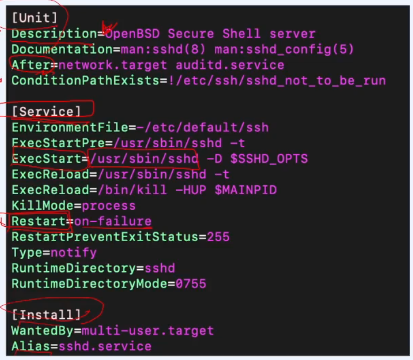 [Unit]
Description=OpenBSD Secure Shell server
Documentation=man:sshd(8) man:sshd_config(5)
After=network.target auditd.service
ConditionPathExists=!/etc/ssh/sshd_not_to_be_run
[Service]
EnvironmentFile=-/etc/default/ssh
ExecStartPre=/usr/sbin/sshd -t
ExecStart=/usr/sbin/sshd -D $SSHD_OPTS
ExecReload=/usr/sbin/sshd -t
ExecReload=/bin/kill -HUP $MAINPID
KillMode=process
Restart=on-failure
RestartPreventExitStatus=255
Type=notify
RuntimeDirectory=sshd
RuntimeDirectoryMode=0755
[Install]
WantedBy=multi-user.target
Alias=sshd.service